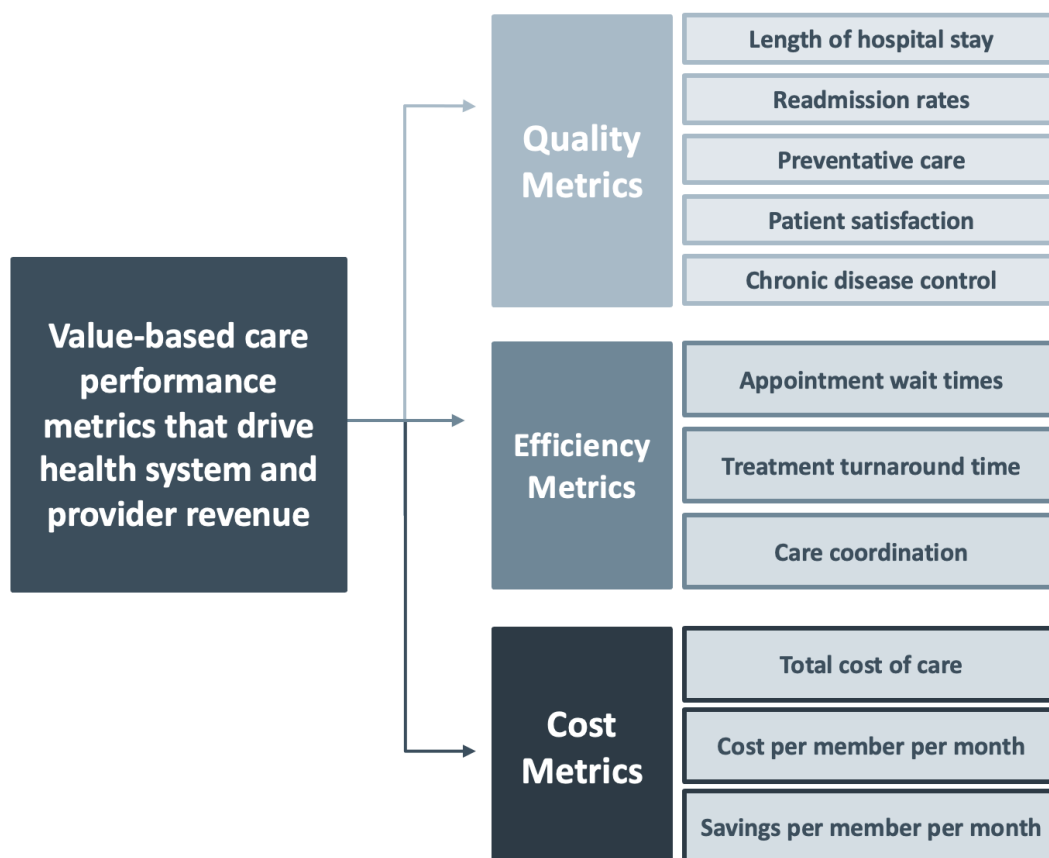 Value-based care
performance
metrics that drive
health system and
provider revenue
Quality
Metrics
Length of hospital stay
Readmission rates
Preventative care
Patient satisfaction
Chronic disease control
Efficiency
Metrics
Appointment wait times
Treatment turnaround time
Care coordination
Cost
Metrics
Total cost of care
Cost per member per month
Savings per member per month